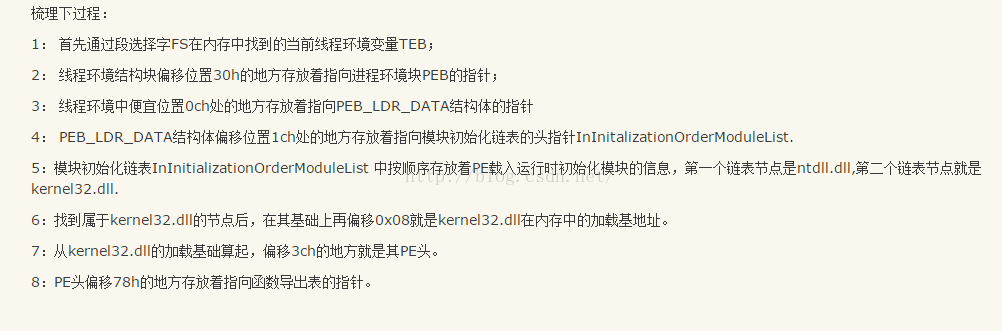 梳理下过程：
1： 首先通过段选择字FS在内存中找到的当前线程环境变量TEB；
2： 线程环境结构块偏移位置30h的地方存放着指向进程环境块PEB的指针；
3： 线程环境中便宜位置0ch处的地方存放着指向PEB_LDR_DATA结构体的指针
4： PEB_LDR_DATA结构体偏移位置1ch处的地方存放着指向模块初始化链表的头指针InInitalizationOrderModuleList.
5：模块初始化链表InInitializationOrderModuleList 中按顺序存放着PE载入运行时初始化模块的信息，第一个链表节点是ntdll.dll,第二个链表节点就是
kernel32.dll.
http://blog.csdn.net/
6：找到属于kernel32.dll的节点后，在其基础上再偏移0x08就是kernel32.dll在内存中的加载基地址。
7：从kernel32.dll的加载基础算起，偏移3ch的地方就是其PE头。
8：PE头偏移78h的地方存放着指向函数导出表的指针。